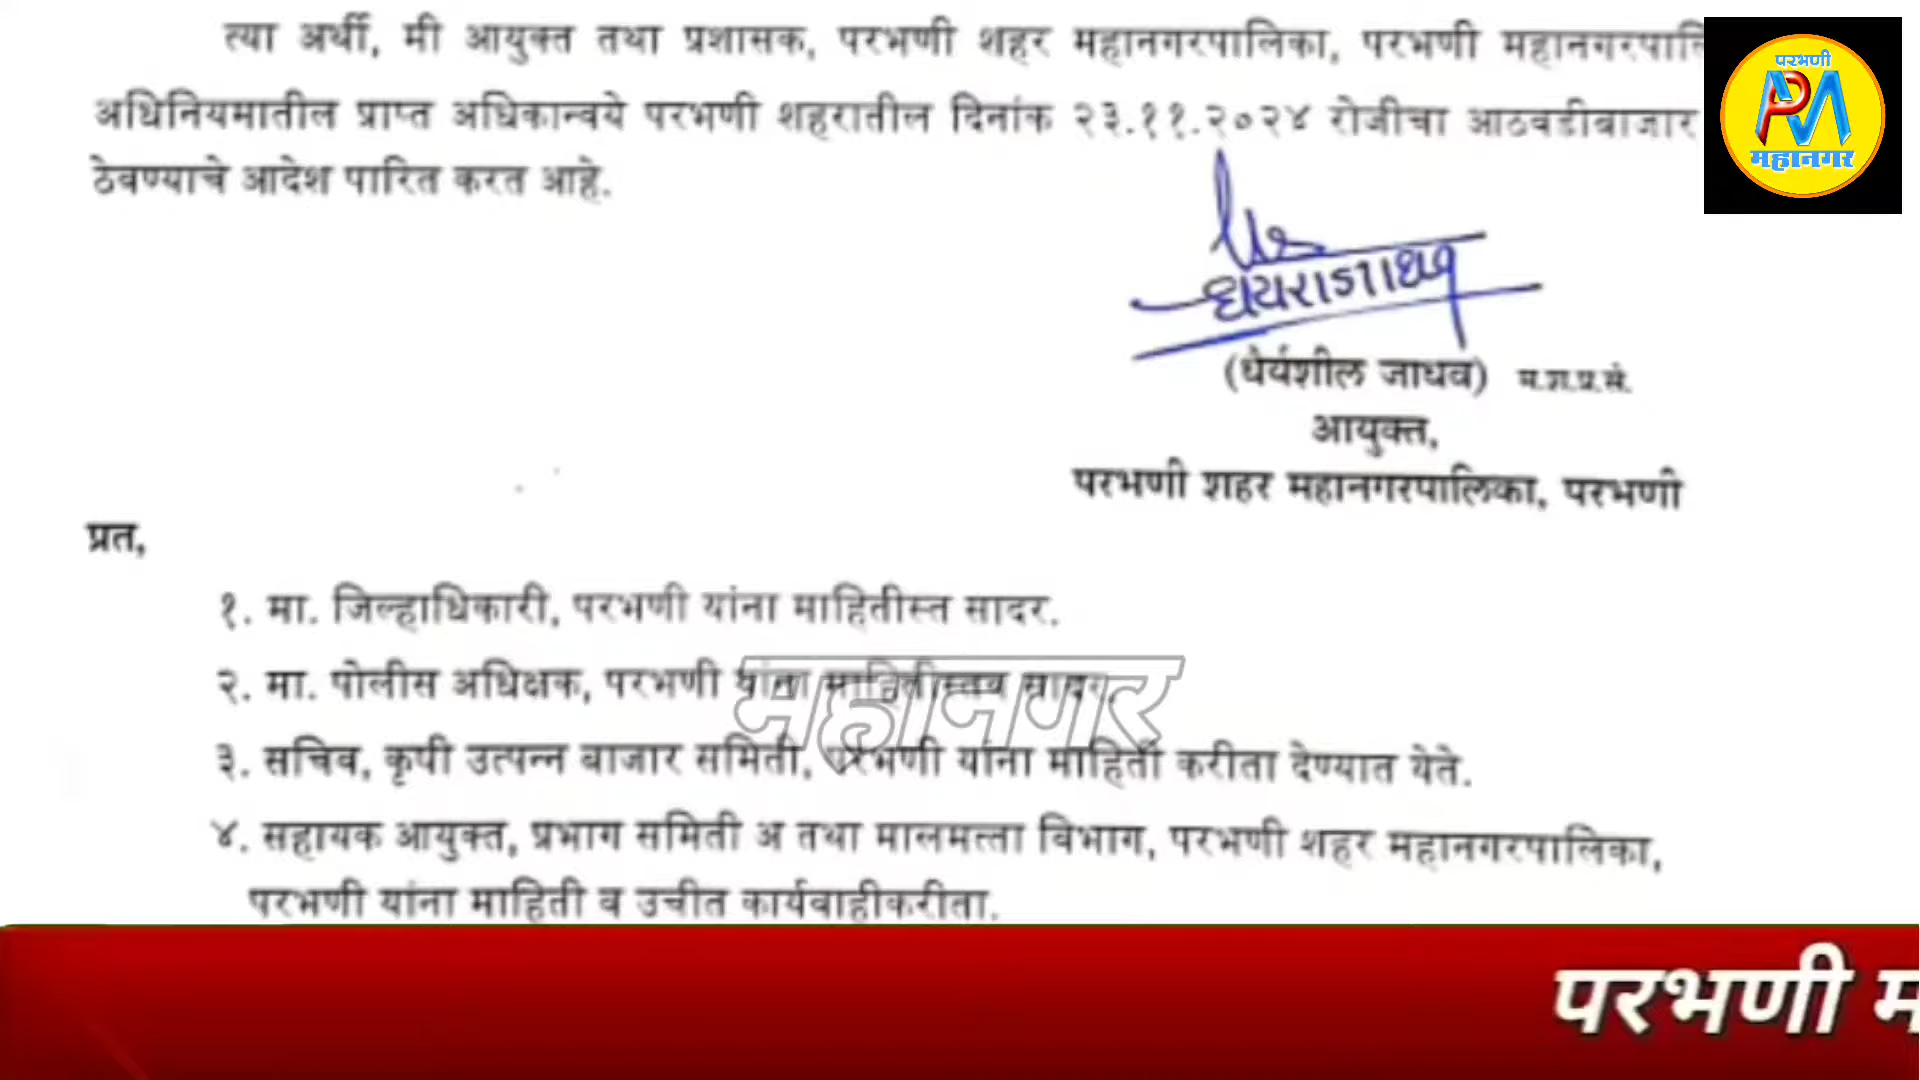 त्या अर्थी, मी आयुक्त तथा प्रशासक, परभणी शहर महानगरपालिका, परभणी महानगरपालि
अधिनियमातील प्राप्त अधिकान्वये परभणी शहरातील दिनांक २३.११.२०२४ रोजीचा आठवडीबाजार
ठेवण्याचे आदेश पारित करत आहे.
परभणी
PM
महानगर
(धैर्यशील जाधव) म.श.प्र.से.
आयुक्त,
परभणी शहर महानगरपालिका, परभणी
प्रत,
१. मा. जिल्हाधिकारी, परभणी यांना माहितीस्त सादर.
२. मा. पोलीस अधिक्षक, परभणी यांना माहितीस्तव सादर.
महानगर
३. सचिव, कृषी उत्पन्न बाजार समिती, परभणी यांना माहिती करीता देण्यात येते.
४. सहायक आयुक्त, प्रभाग समिती अ तथा मालमत्ता विभाग, परभणी शहर महानगरपालिका,
परभणी यांना माहिती व उचीत कार्यवाहीकरीता.
परभणी म